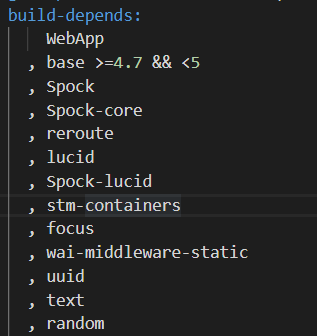 build-depends:
WebApp
, base >=4.7 && <5
, Spock
, Spock-core
, reroute
, lucid
, Spock-lucid
, stm-containers
, focus
, wai-middleware-static
, uuid
, text
, random